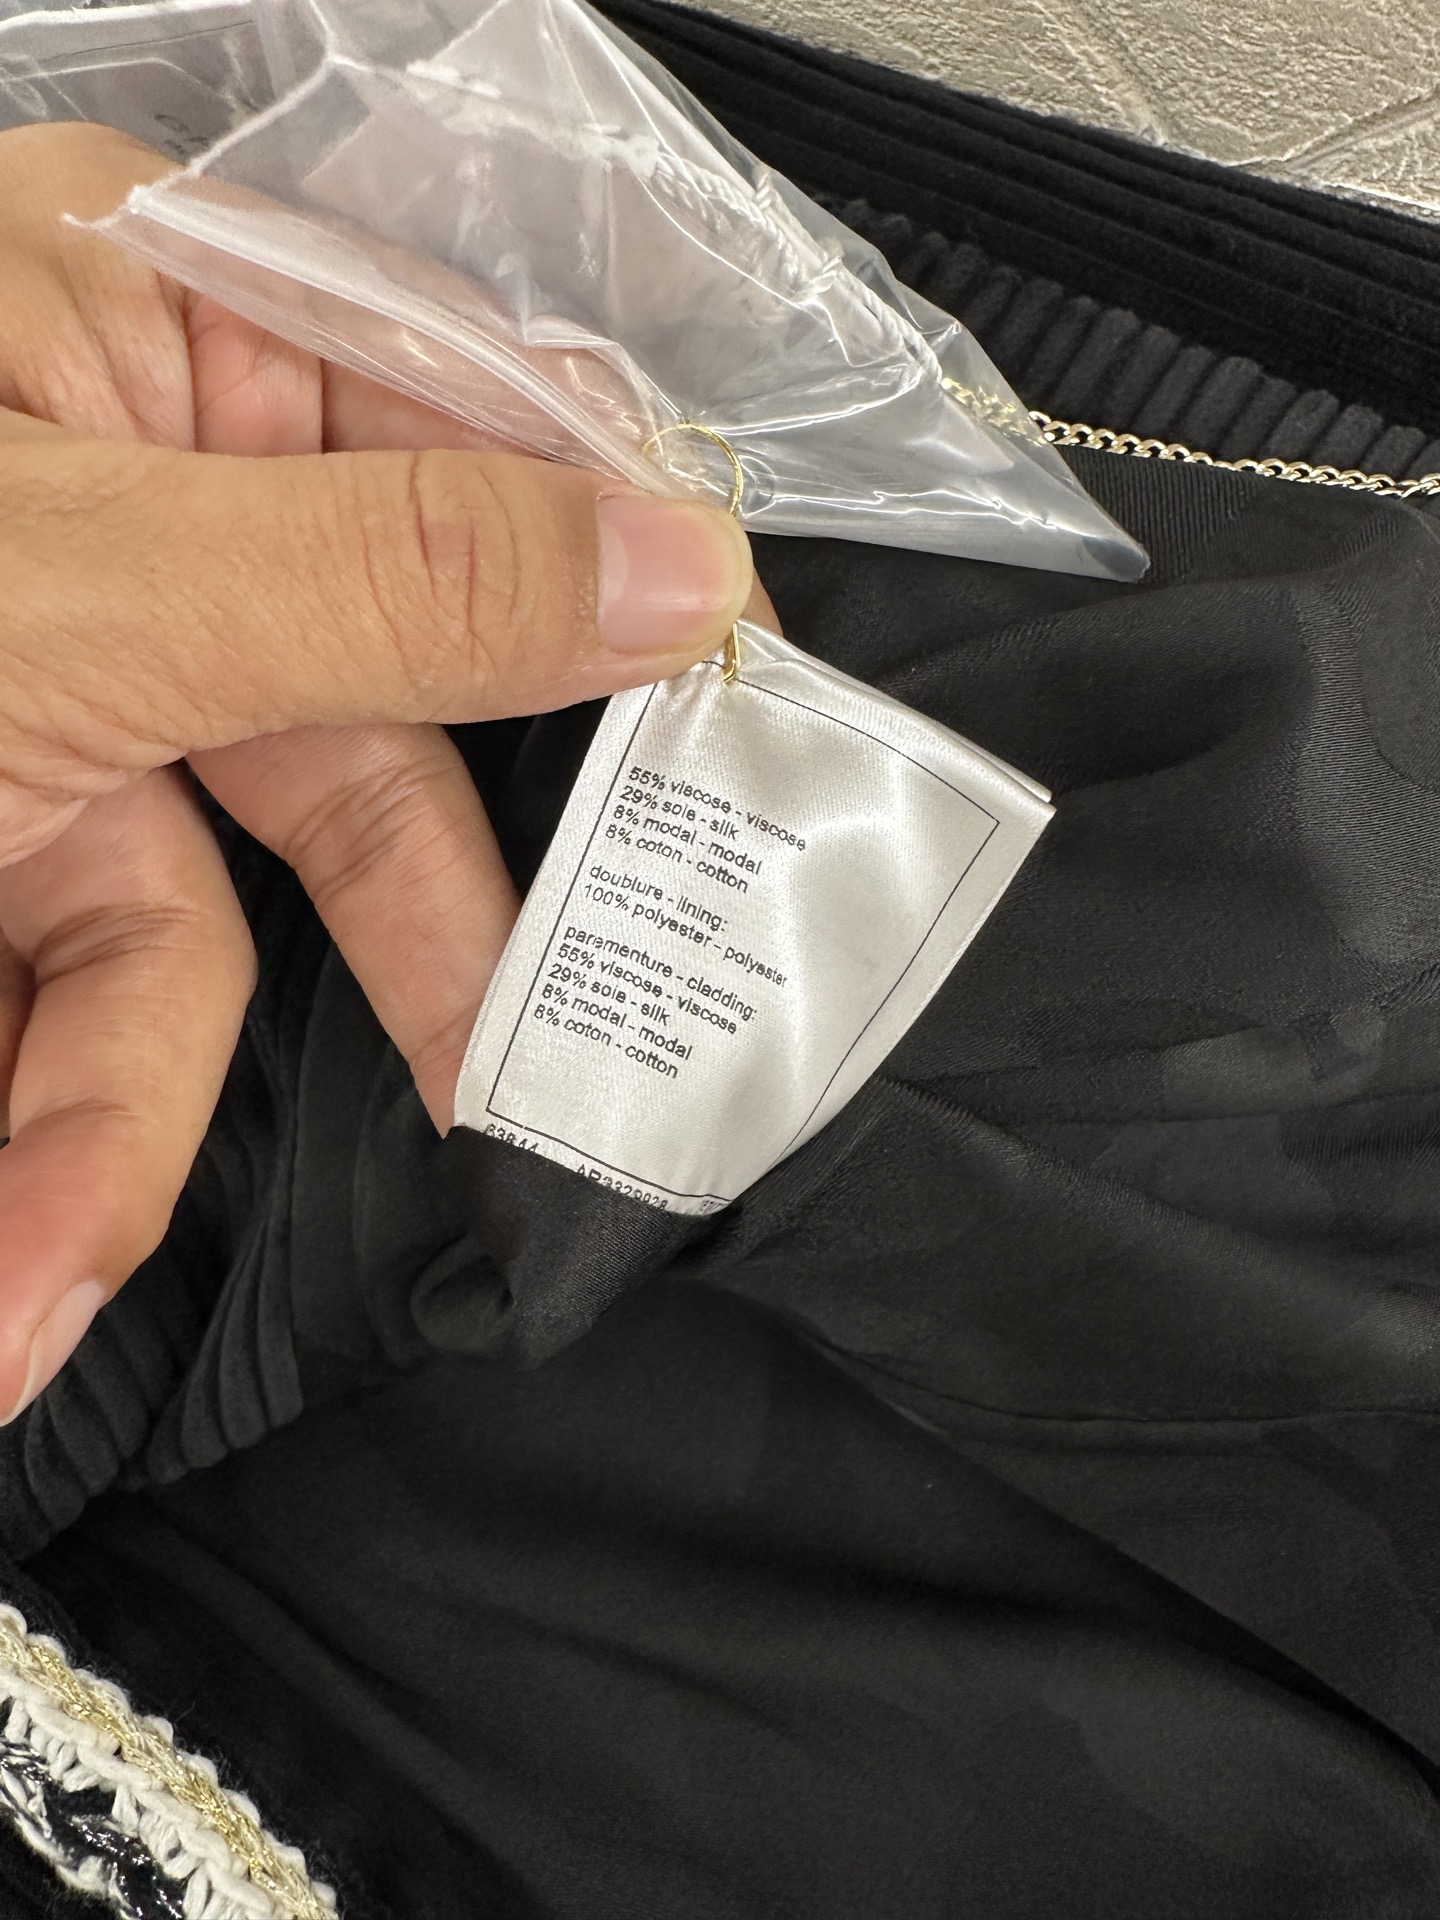 55% viscose - viscose
29% soie - silk
8% modal - modal
8% coton - cotton
doublure - lining:
100% polyester - polyester
parementure - cladding:
55% viscose - viscose
29% soie - silk
8% modal - modal
8% coton - cotton